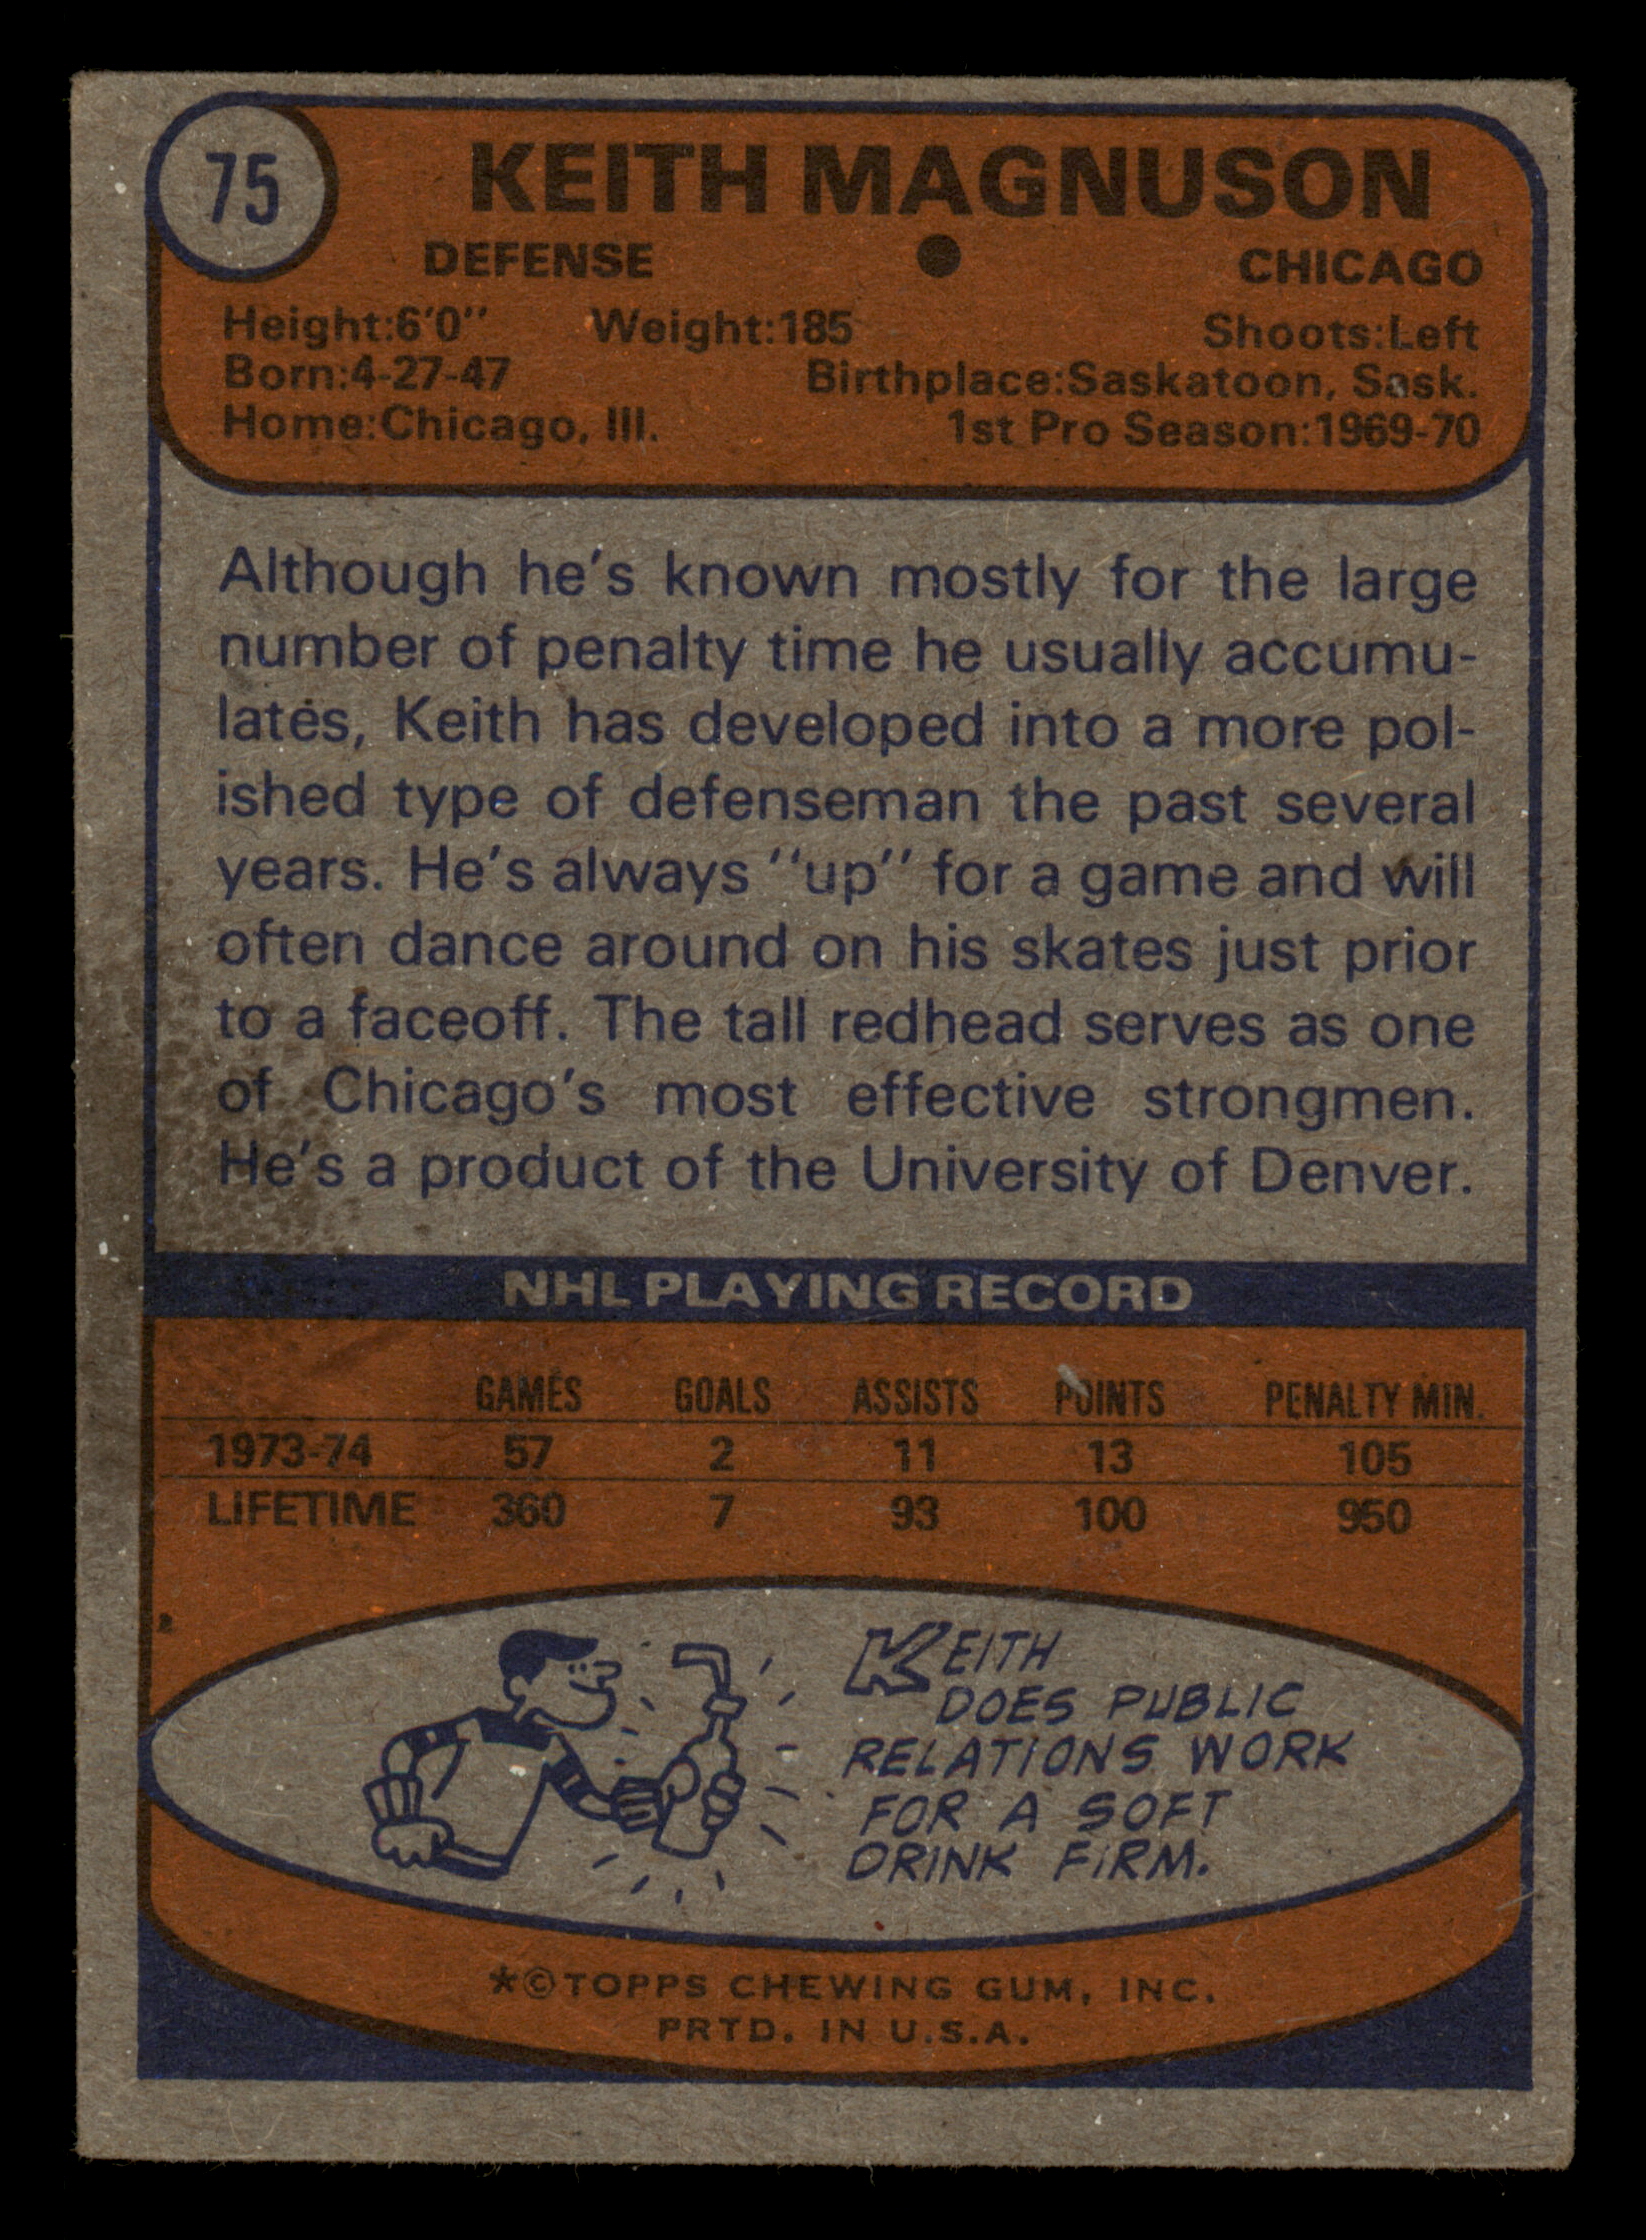 75
KEITH MAGNUSON
DEFENSE ● CHICAGO
Height:6'0" Weight:185 Shoots:Left
Born:4-27-47 Birthplace:Saskatoon, Sask.
Home:Chicago, Ill. 1st Pro Season:1969-70
Although he's known mostly for the large
number of penalty time he usually accumu-
lates, Keith has developed into a more pol-
ished type of defenseman the past several
years. He's always "up" for a game and will
often dance around on his skates just prior
to a faceoff. The tall redhead serves as one
of Chicago's most effective strongmen.
He's a product of the University of Denver.
NHL PLAYING RECORD
GAMES GOALS ASSISTS POINTS PENALTY MIN.
1973-74 57 2 11 13 105
LIFETIME 360 7 93 100 950
KEITH
DOES PUBLIC
RELATIONS WORK
FOR A SOFT
DRINK FIRM.
*©TOPPS CHEWING GUM, INC.
PRTD. IN U.S.A.